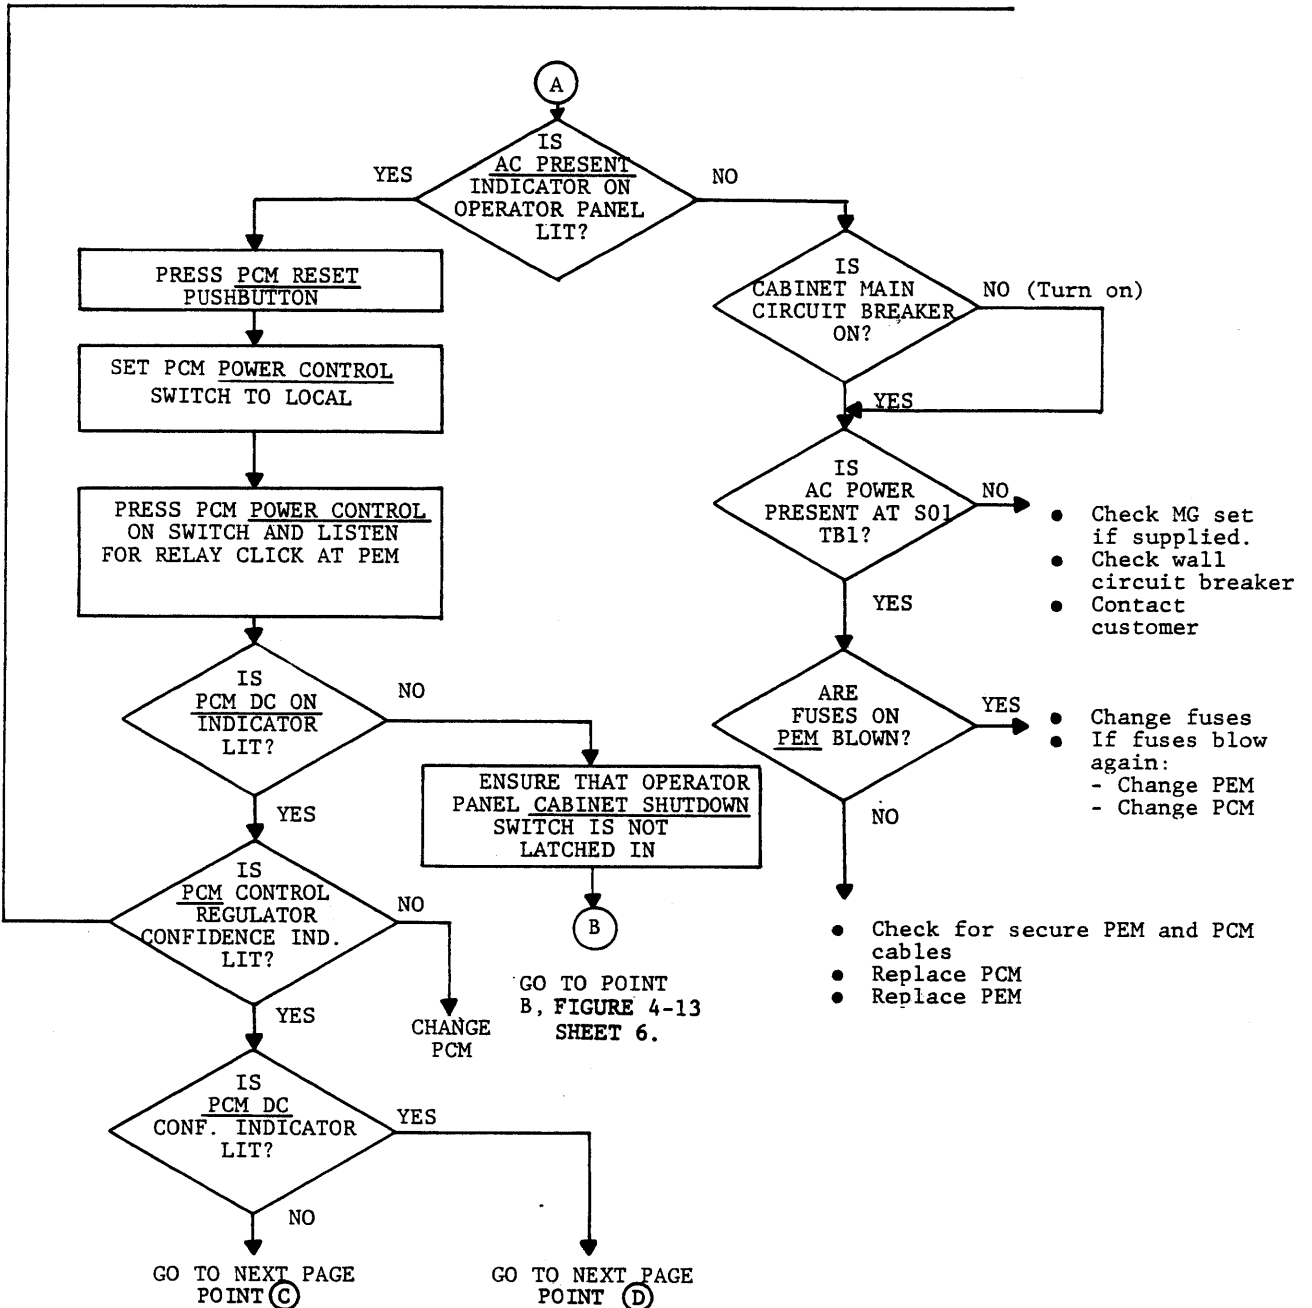 A
IS
AC PRESENT
INDICATOR ON
OPERATOR PANEL
LIT?
YES
NO
PRESS PCM RESET
PUSHBUTTON
SET PCM POWER CONTROL
SWITCH TO LOCAL
PRESS PCM POWER CONTROL
ON SWITCH AND LISTEN
FOR RELAY CLICK AT PEM
IS
PCM DC ON
INDICATOR
LIT?
NO
YES
ENSURE THAT OPERATOR
PANEL CABINET SHUTDOWN
SWITCH IS NOT
LATCHED IN
B
GO TO POINT
B, FIGURE 4-13
SHEET 6.
IS
PCM CONTROL
REGULATOR
CONFIDENCE IND.
LIT?
NO
CHANGE
PCM
YES
IS
PCM DC
CONF. INDICATOR
LIT?
YES
NO
GO TO NEXT PAGE
POINT C
GO TO NEXT PAGE
POINT D
IS
CABINET MAIN
CIRCUIT BREAKER
ON?
NO (Turn on)
YES
IS
AC POWER
PRESENT AT S01
TB1?
NO
● Check MG set
if supplied.
● Check wall
circuit breaker
● Contact
customer
YES
ARE
FUSES ON
PEM BLOWN?
YES
● Change fuses
● If fuses blow
again:
- Change PEM
- Change PCM
NO
● Check for secure PEM and PCM
cables
● Replace PCM
● Replace PEM